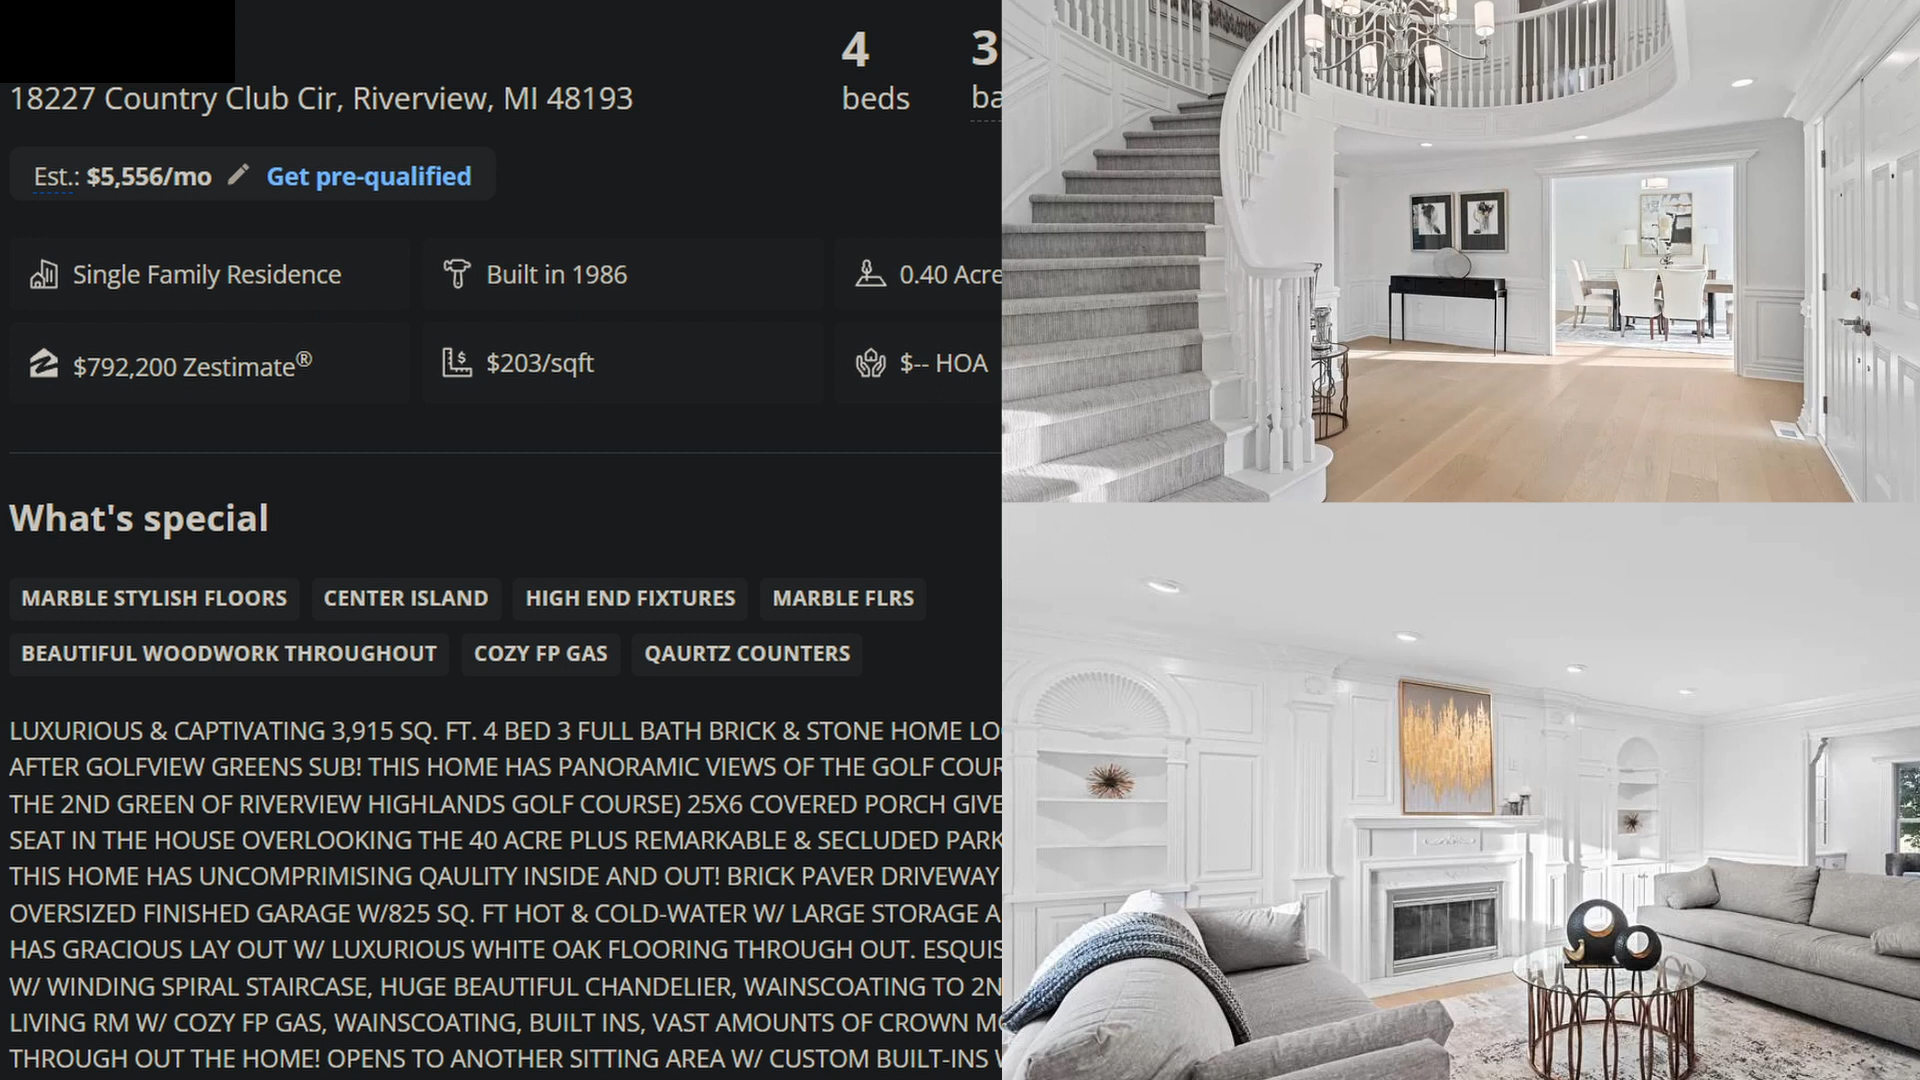 4
3
18227 Country Club Cir, Riverview, MI 48193
beds
ba
Est.: $5,556/mo Get pre-qualified
Single Family Residence
Built in 1986
0.40 Acre
$792,200 Zestimate®
$203/sqft
$-- HOA
What's special
MARBLE STYLISH FLOORS
CENTER ISLAND
HIGH END FIXTURES
MARBLE FLRS
BEAUTIFUL WOODWORK THROUGHOUT
COZY FP GAS
QAURTZ COUNTERS
LUXURIOUS & CAPTIVATING 3,915 SQ. FT. 4 BED 3 FULL BATH BRICK & STONE HOME LO
AFTER GOLFVIEW GREENS SUB! THIS HOME HAS PANORAMIC VIEWS OF THE GOLF COUR
THE 2ND GREEN OF RIVERVIEW HIGHLANDS GOLF COURSE) 25X6 COVERED PORCH GIVE
SEAT IN THE HOUSE OVERLOOKING THE 40 ACRE PLUS REMARKABLE & SECLUDED PARK
THIS HOME HAS UNCOMPRIMISING QAULITY INSIDE AND OUT! BRICK PAVER DRIVEWAY
OVERSIZED FINISHED GARAGE W/825 SQ. FT HOT & COLD-WATER W/ LARGE STORAGE A
HAS GRACIOUS LAY OUT W/ LUXURIOUS WHITE OAK FLOORING THROUGH OUT. ESQUIS
W/ WINDING SPIRAL STAIRCASE, HUGE BEAUTIFUL CHANDELIER, WAINSCOATING TO 2N
LIVING RM W/ COZY FP GAS, WAINSCOATING, BUILT INS, VAST AMOUNTS OF CROWN MO
THROUGH OUT THE HOME! OPENS TO ANOTHER SITTING AREA W/ CUSTOM BUILT-INS W